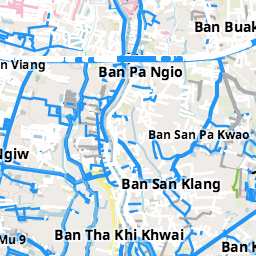 Ban Buak
n Viang
Ban Pa Ngio
Ban San Pa Kwao
Ngiw
Ban San Klang
Ban Tha Khi Khwai
Mu 9
Ban K